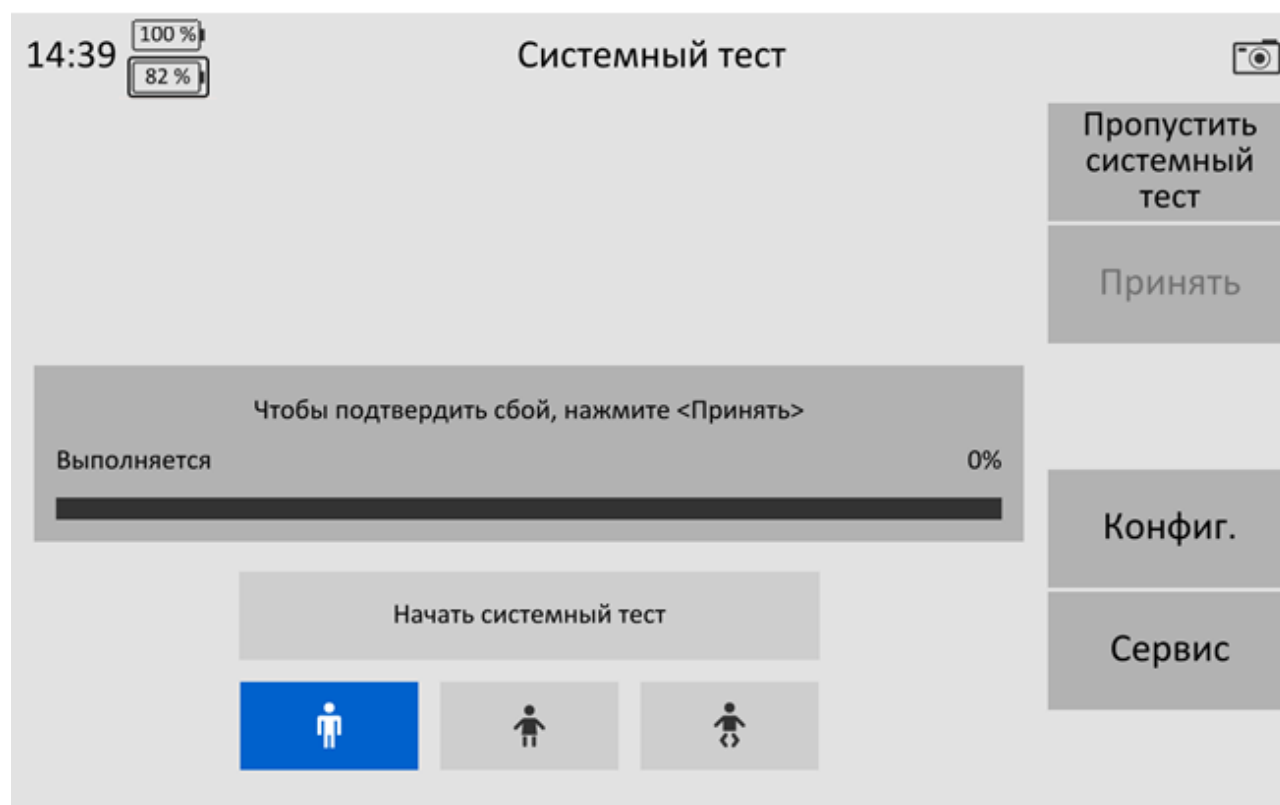 14:39
100 %
82 %
Системный тест
Пропустить
системный
тест
Принять
Чтобы подтвердить сбой, нажмите <Принять>
Выполняется 0%
Конфиг.
Начать системный тест
Сервис